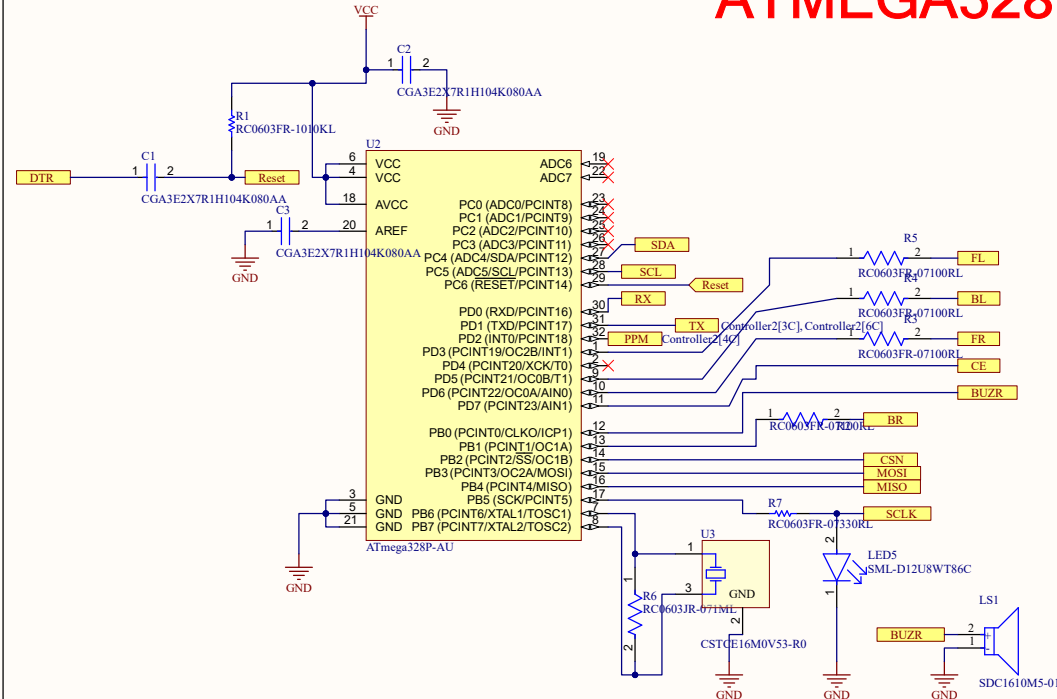 ATMEGA328
VCC
C2
1 2
CGA3E2X7R1H104K080AA
GND
R1
RC0603FR-1010KL
C1
1 2
DTR
Reset
CGA3E2X7R1H104K080AA
C3
1 2
CGA3E2X7R1H104K080AA
GND
U2
6 VCC
4 VCC
18 AVCC
20 AREF
3 GND
5 GND
21 GND
GND
ADC6 19
ADC7 22
PC0 (ADC0/PCINT8) 23
PC1 (ADC1/PCINT9) 24
PC2 (ADC2/PCINT10) 25
PC3 (ADC3/PCINT11) 26
PC4 (ADC4/SDA/PCINT12) 27
PC5 (ADC5/SCL/PCINT13) 28
PC6 (RESET/PCINT14) 29
PD0 (RXD/PCINT16) 30
PD1 (TXD/PCINT17) 31
PD2 (INT0/PCINT18) 32
PD3 (PCINT19/OC2B/INT1) 1
PD4 (PCINT20/XCK/T0) 2
PD5 (PCINT21/OC0B/T1) 9
PD6 (PCINT22/OC0A/AIN0) 10
PD7 (PCINT23/AIN1) 11
PB0 (PCINT0/CLKO/ICP1) 12
PB1 (PCINT1/OC1A) 13
PB2 (PCINT2/SS/OC1B) 14
PB3 (PCINT3/OC2A/MOSI) 15
PB4 (PCINT4/MISO) 16
PB5 (SCK/PCINT5) 17
PB6 (PCINT6/XTAL1/TOSC1) 7
PB7 (PCINT7/XTAL2/TOSC2) 8
ATmega328P-AU
SDA
SCL
Reset
RX
TX
Controller2[3C], Controller2[6C]
PPM
Controller2[4C]
R5
1 2
FL
RC0603FR-07100RL
R4
1 2
BL
RC0603FR-07100RL
R3
1 2
FR
RC0603FR-07100RL
CE
BUZR
1 2
BR
CSN
MOSI
MISO
R7
SCLK
RC0603FR-07330RL
U3
1
3
GND
2
CSTCE16M0V53-R0
GND
1
R6
RC0603JR-071ML
2
2
LED5
SML-D12U8WT86C
1
GND
LS1
BUZR
2 +
1 -
SDC1610M5-01
GND